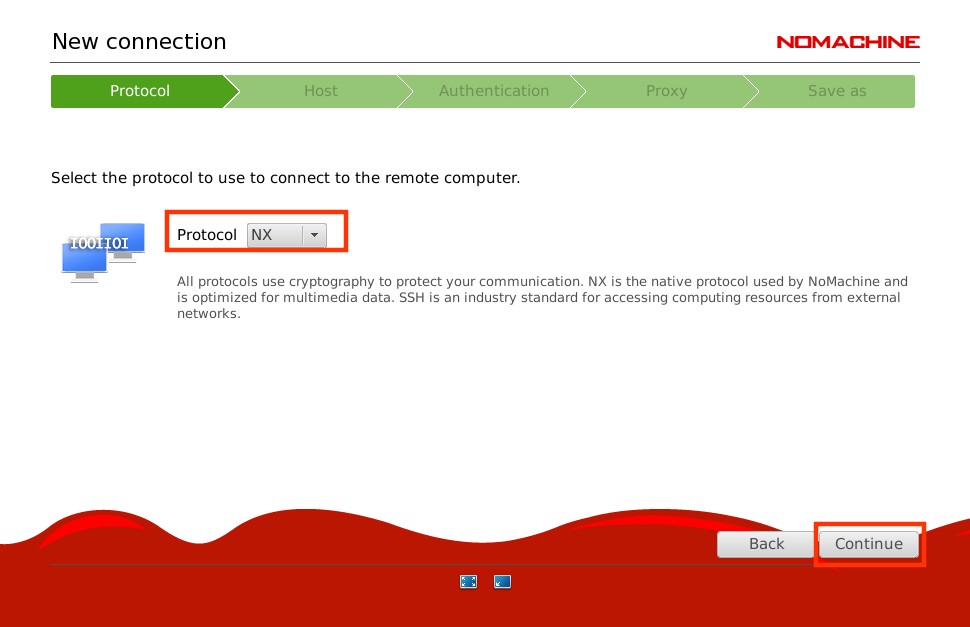 New connection
NOMACHINE
Protocol Host Authentication Proxy Save as
Select the protocol to use to connect to the remote computer.
IOOIIOI
Protocol NX
All protocols use cryptography to protect your communication. NX is the native protocol used by NoMachine and
is optimized for multimedia data. SSH is an industry standard for accessing computing resources from external
networks.
Back Continue